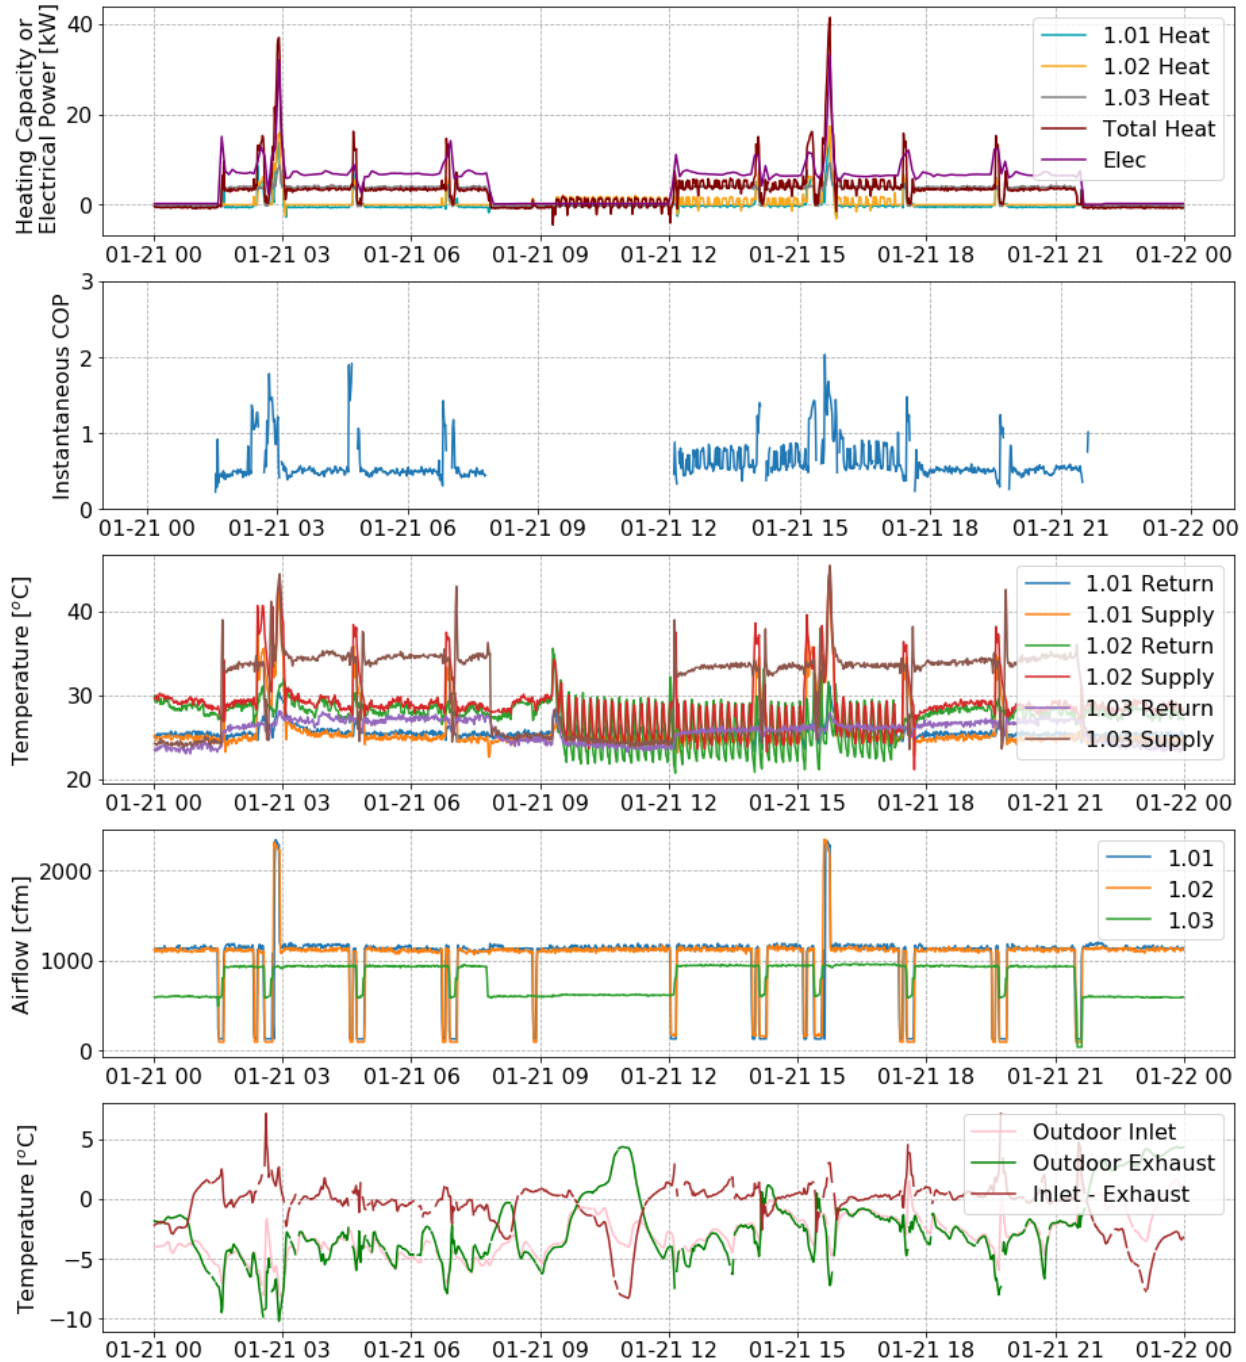 Heating Capacity or
Electrical Power [kW]
40
20
0
1.01 Heat
1.02 Heat
1.03 Heat
Total Heat
Elec
01-21 00 01-21 03 01-21 06 01-21 09 01-21 12 01-21 15 01-21 18 01-21 21 01-22 00
Instantaneous COP
3
2
1
0
01-21 00 01-21 03 01-21 06 01-21 09 01-21 12 01-21 15 01-21 18 01-21 21 01-22 00
Temperature [°C]
40
30
20
1.01 Return
1.01 Supply
1.02 Return
1.02 Supply
1.03 Return
1.03 Supply
01-21 00 01-21 03 01-21 06 01-21 09 01-21 12 01-21 15 01-21 18 01-21 21 01-22 00
Airflow [cfm]
2000
1000
0
1.01
1.02
1.03
01-21 00 01-21 03 01-21 06 01-21 09 01-21 12 01-21 15 01-21 18 01-21 21 01-22 00
Temperature [°C]
5
0
−5
−10
Outdoor Inlet
Outdoor Exhaust
Inlet - Exhaust
01-21 00 01-21 03 01-21 06 01-21 09 01-21 12 01-21 15 01-21 18 01-21 21 01-22 00